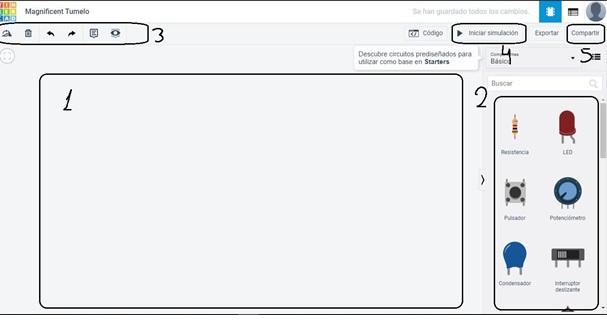 TIN
KER
CAD
Magnificent Tumelo
Se han guardado todos los cambios.
3
Código
Iniciar simulación
Exportar
Compartir
Descubre circuitos prediseñados para
utilizar como base en Starters
4
5
Componentes
Básico
1
2
Buscar
Resistencia
LED
Pulsador
Potenciómetro
Condensador
Interruptor
deslizante